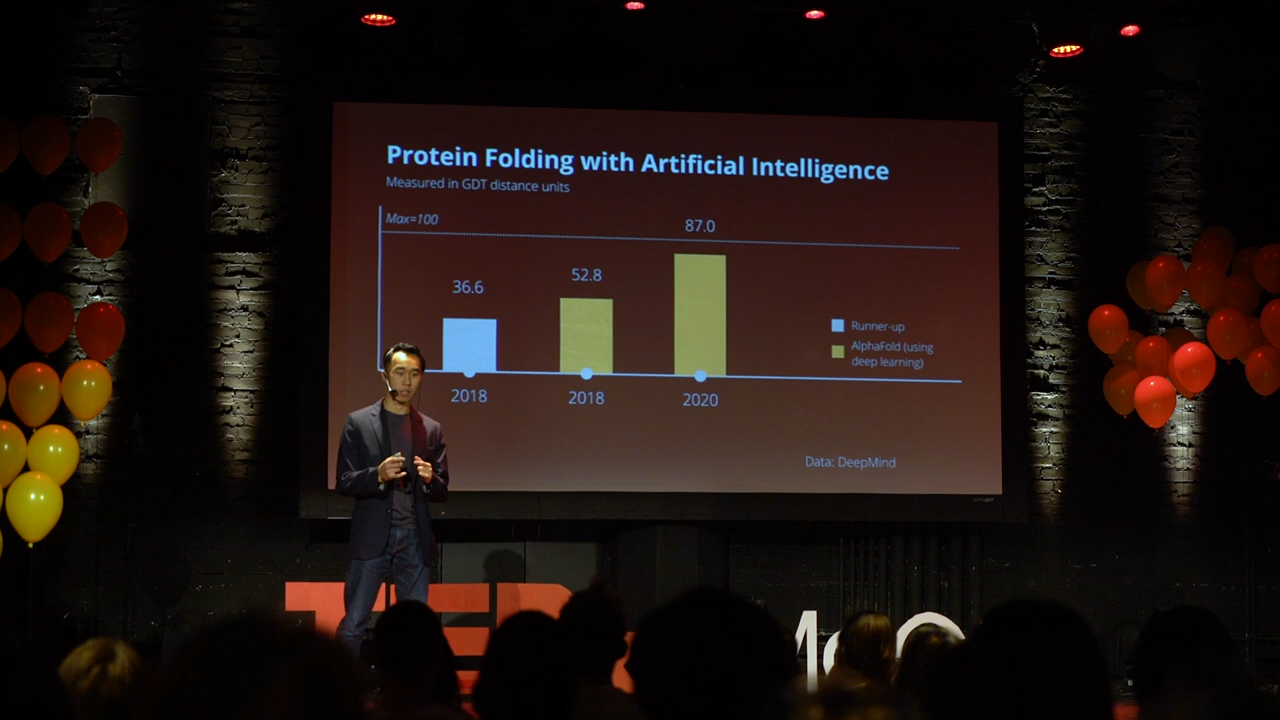 Protein Folding with Artificial Intelligence
Measured in GDT distance units
Max=100
87.0
52.8
36.6
Runner-up
AlphaFold (using
deep learning)
2018 2018 2020
Data: DeepMind
TED